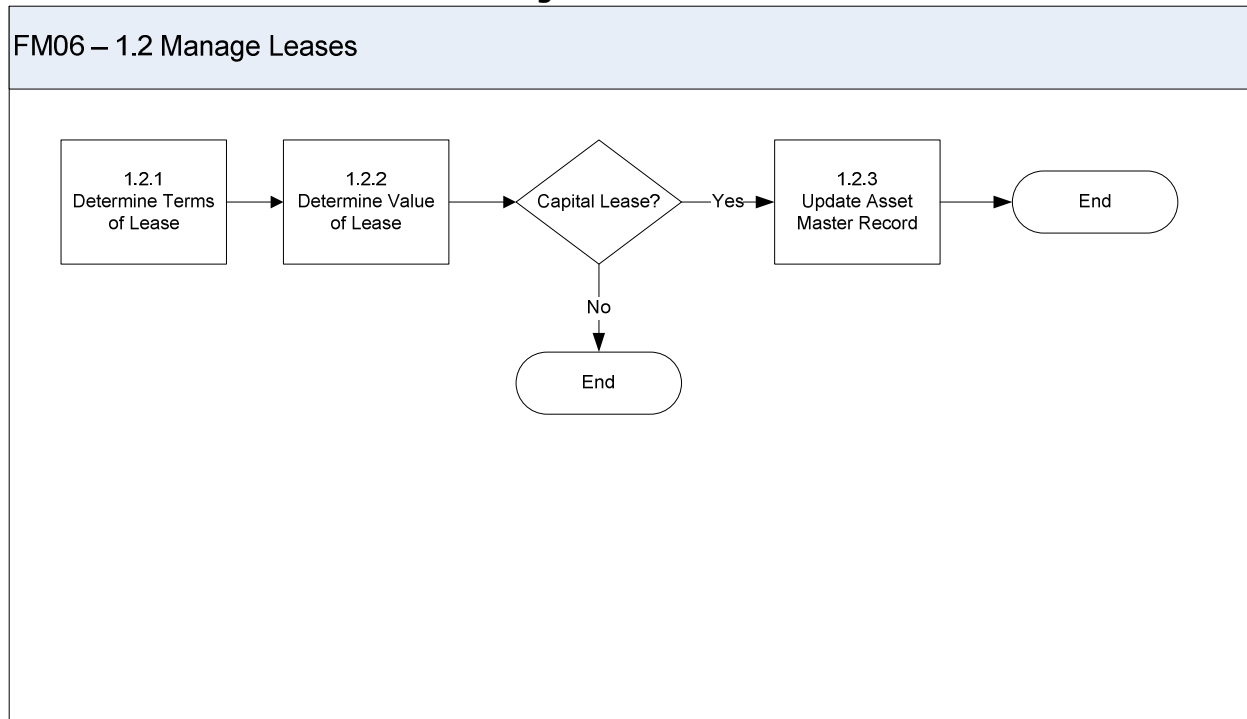 FM06 – 1.2 Manage Leases
1.2.1
Determine Terms
of Lease
1.2.2
Determine Value
of Lease
Capital Lease?
Yes
1.2.3
Update Asset
Master Record
End
No
End